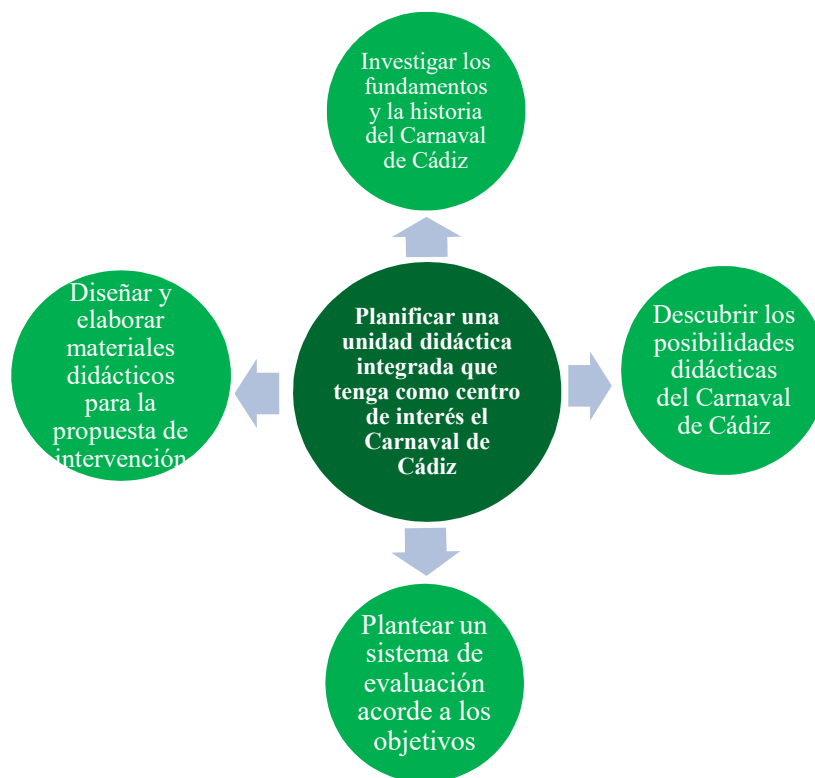 Investigar los
fundamentos
y la historia
del Carnaval
de Cádiz
Diseñar y
elaborar
materiales
didácticos
para la
propuesta de
intervención
Planificar una
unidad didáctica
integrada que
tenga como centro
de interés el
Carnaval de
Cádiz
Descubrir los
posibilidades
didácticas
del Carnaval
de Cádiz
Plantear un
sistema de
evaluación
acorde a los
objetivos